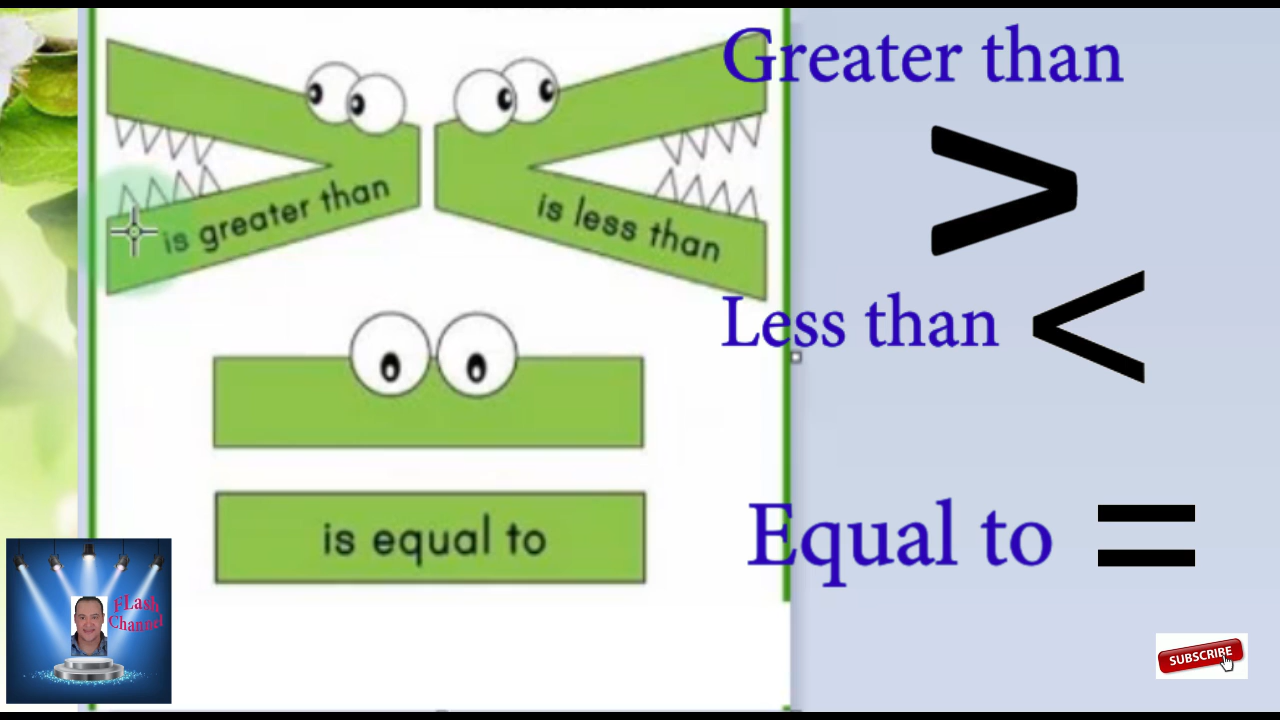 Greater than
>
is greater than
is less than
Less than <
is equal to
Equal to =
FLash
Channel
SUBSCRIBE